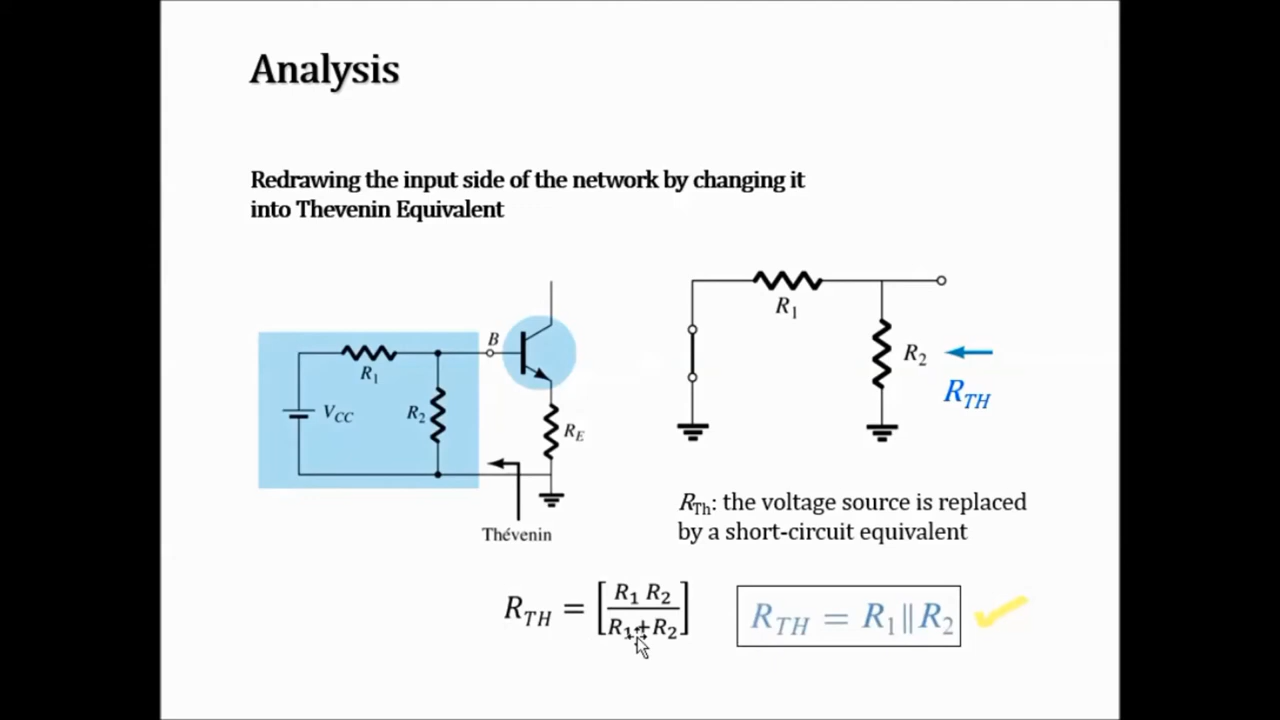 Analysis
Redrawing the input side of the network by changing it
into Thevenin Equivalent
B
R1
VCC
R2
RE
Thévenin
R1
R2
RTH
RTh: the voltage source is replaced
by a short-circuit equivalent
RTH = [R1 R2 / R1+R2]
RTH = R1 || R2